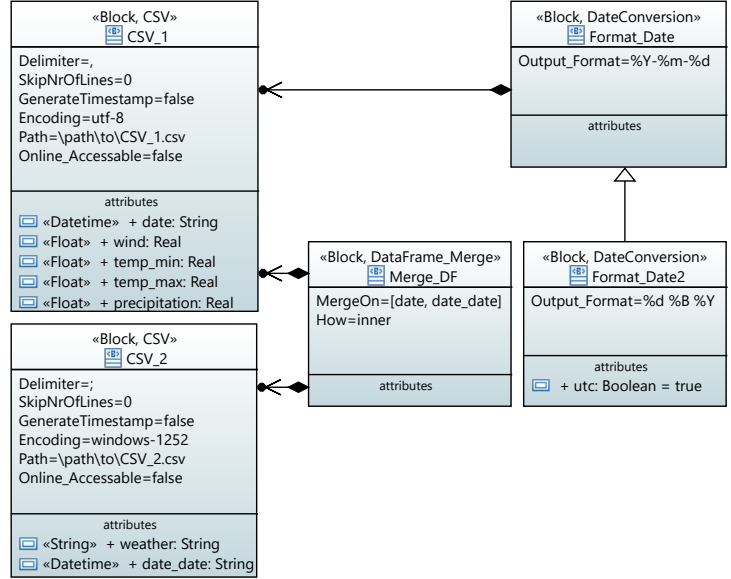 «Block, CSV»
CSV_1
Delimiter=,
SkipNrOfLines=0
GenerateTimestamp=false
Encoding=utf-8
Path=\path\to\CSV_1.csv
Online_Accessable=false
attributes
«Datetime» + date: String
«Float» + wind: Real
«Float» + temp_min: Real
«Float» + temp_max: Real
«Float» + precipitation: Real
«Block, DateConversion»
Format_Date
Output_Format=%Y-%m-%d
attributes
«Block, DataFrame_Merge»
Merge_DF
MergeOn=[date, date_date]
How=inner
attributes
«Block, DateConversion»
Format_Date2
Output_Format=%d %B %Y
attributes
+ utc: Boolean = true
«Block, CSV»
CSV_2
Delimiter=;
SkipNrOfLines=0
GenerateTimestamp=false
Encoding=windows-1252
Path=\path\to\CSV_2.csv
Online_Accessable=false
attributes
«String» + weather: String
«Datetime» + date_date: String